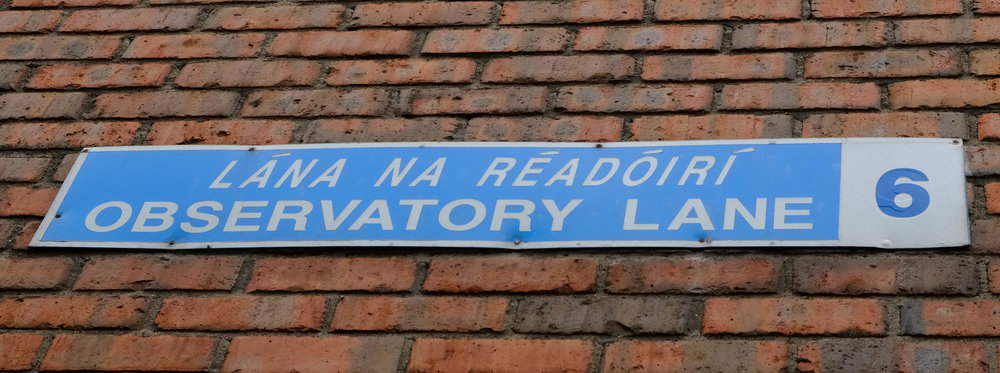 LÁNA NA RÉADÓIRÍ
OBSERVATORY LANE
6